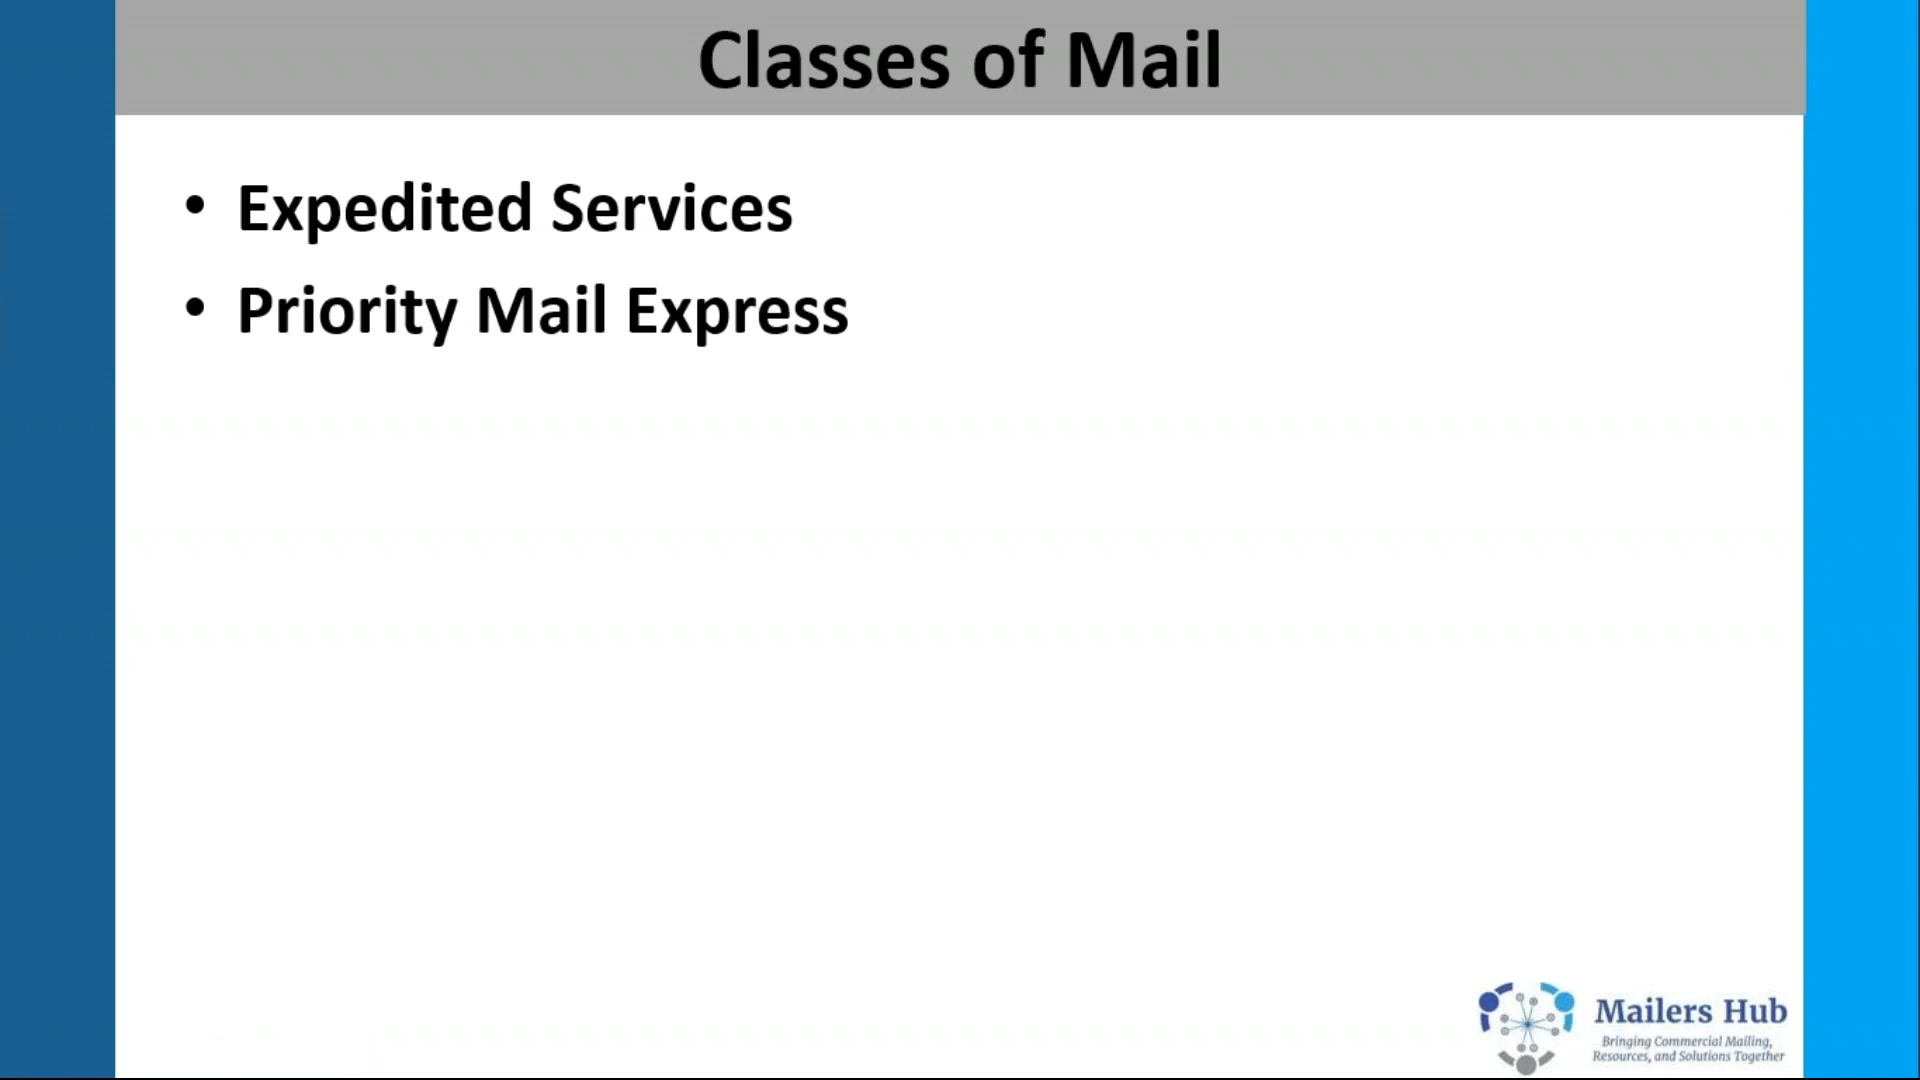 Classes of Mail
• Expedited Services
• Priority Mail Express
Mailers Hub
Bringing Commercial Mailing,
Resources, and Solutions Together